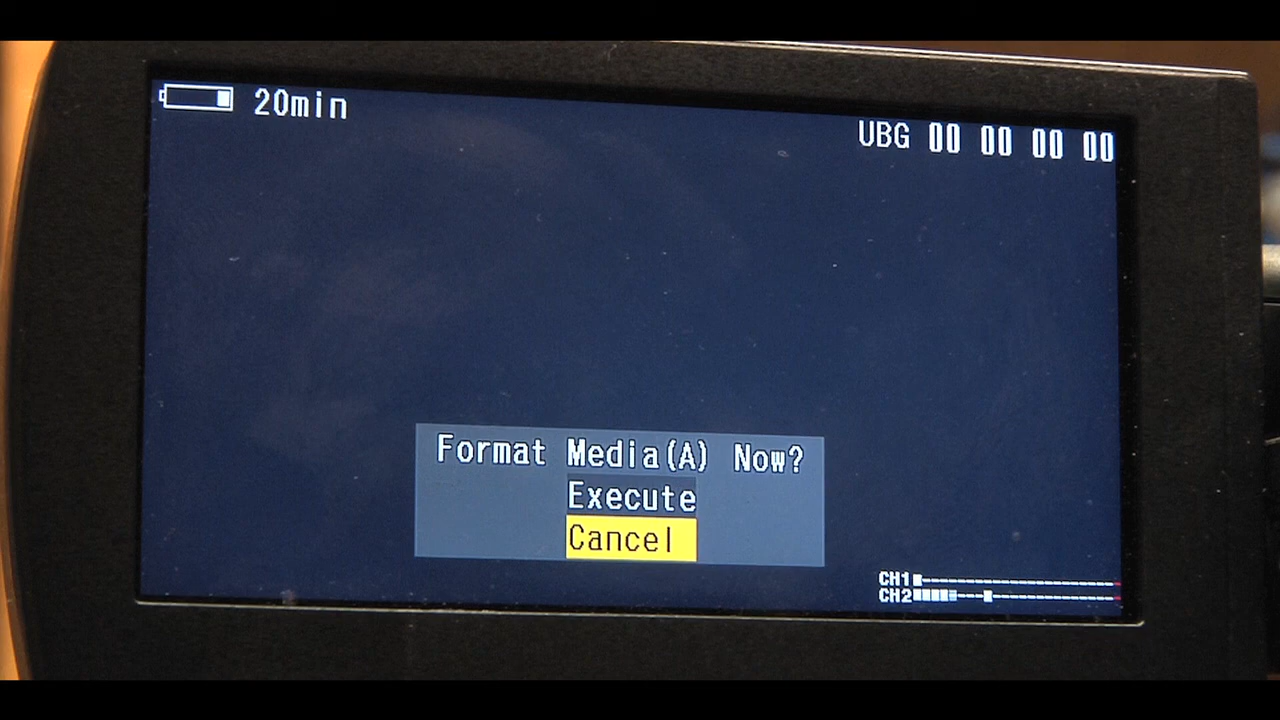 20min
UBG 00 00 00 00
Format Media(A) Now?
Execute
Cancel
CH1
CH2